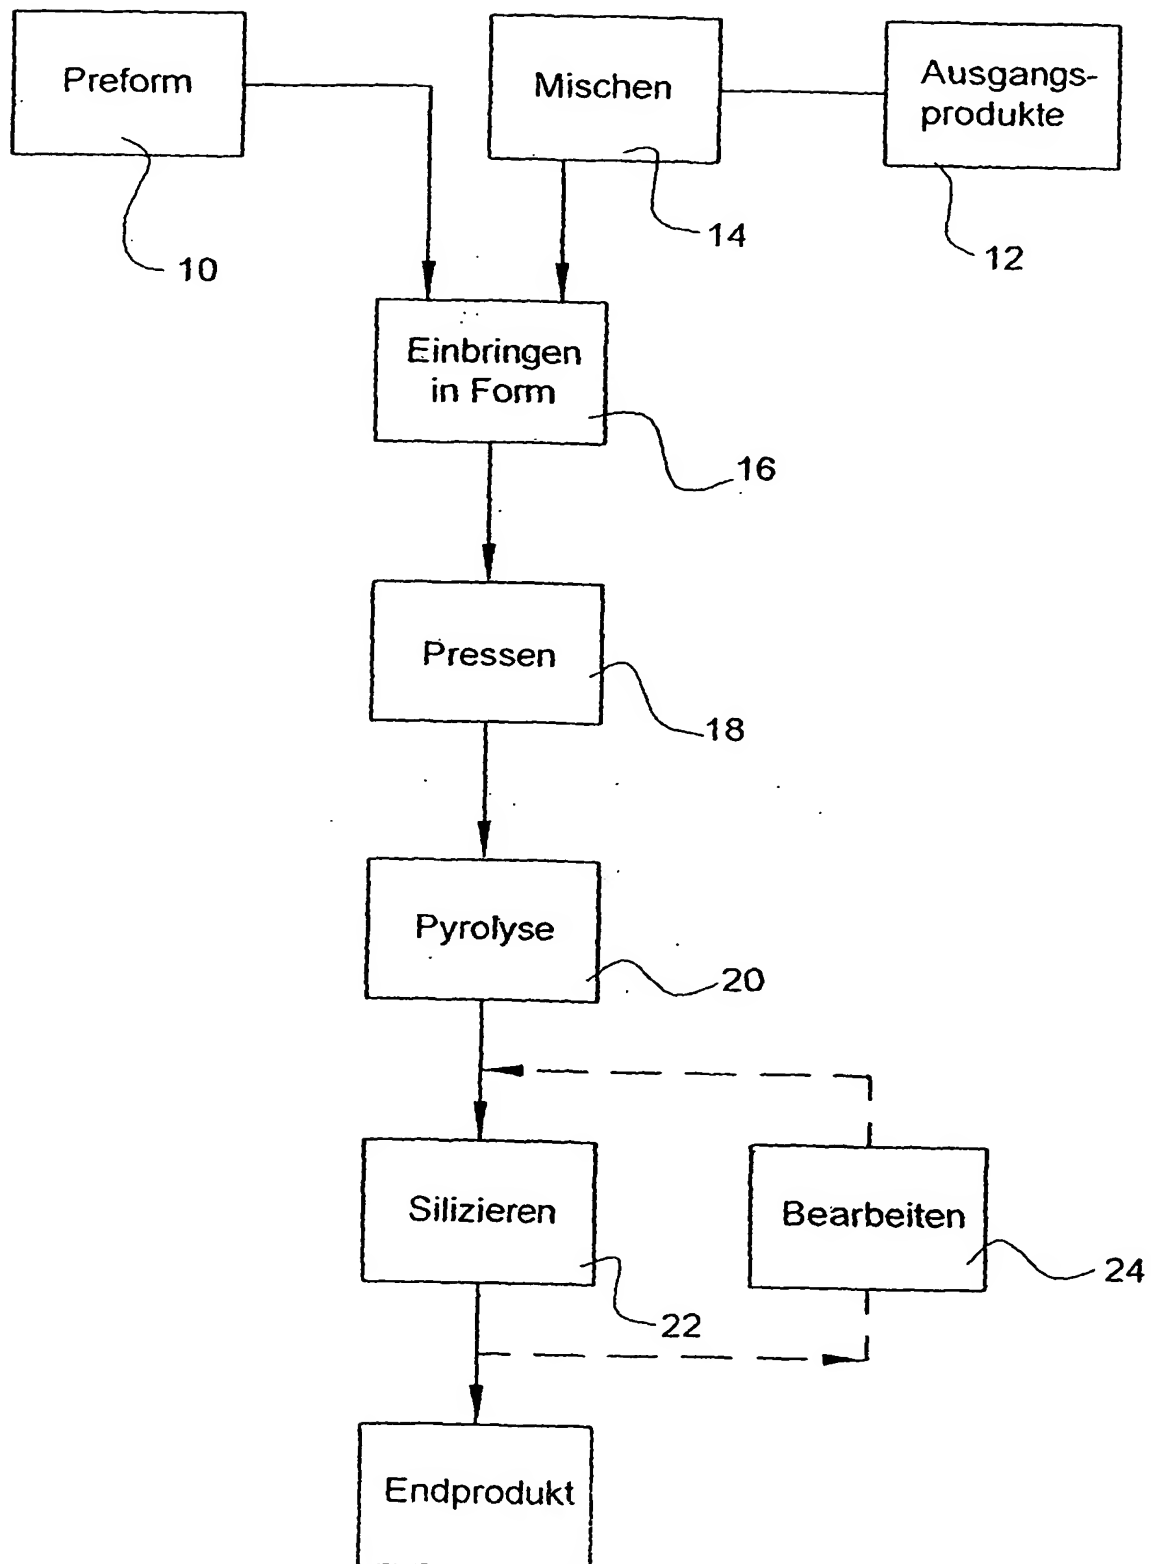 Preform
Mischen
Ausgangs-
produkte
10
14
12
Einbringen
in Form
16
Pressen
18
Pyrolyse
20
Silizieren
22
Bearbeiten
24
Endprodukt